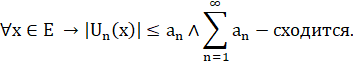 ∀x ∈ E → |Uₙ(x)| ≤ aₙ ∧ ∑_{n=1}^{∞} aₙ − сходится.